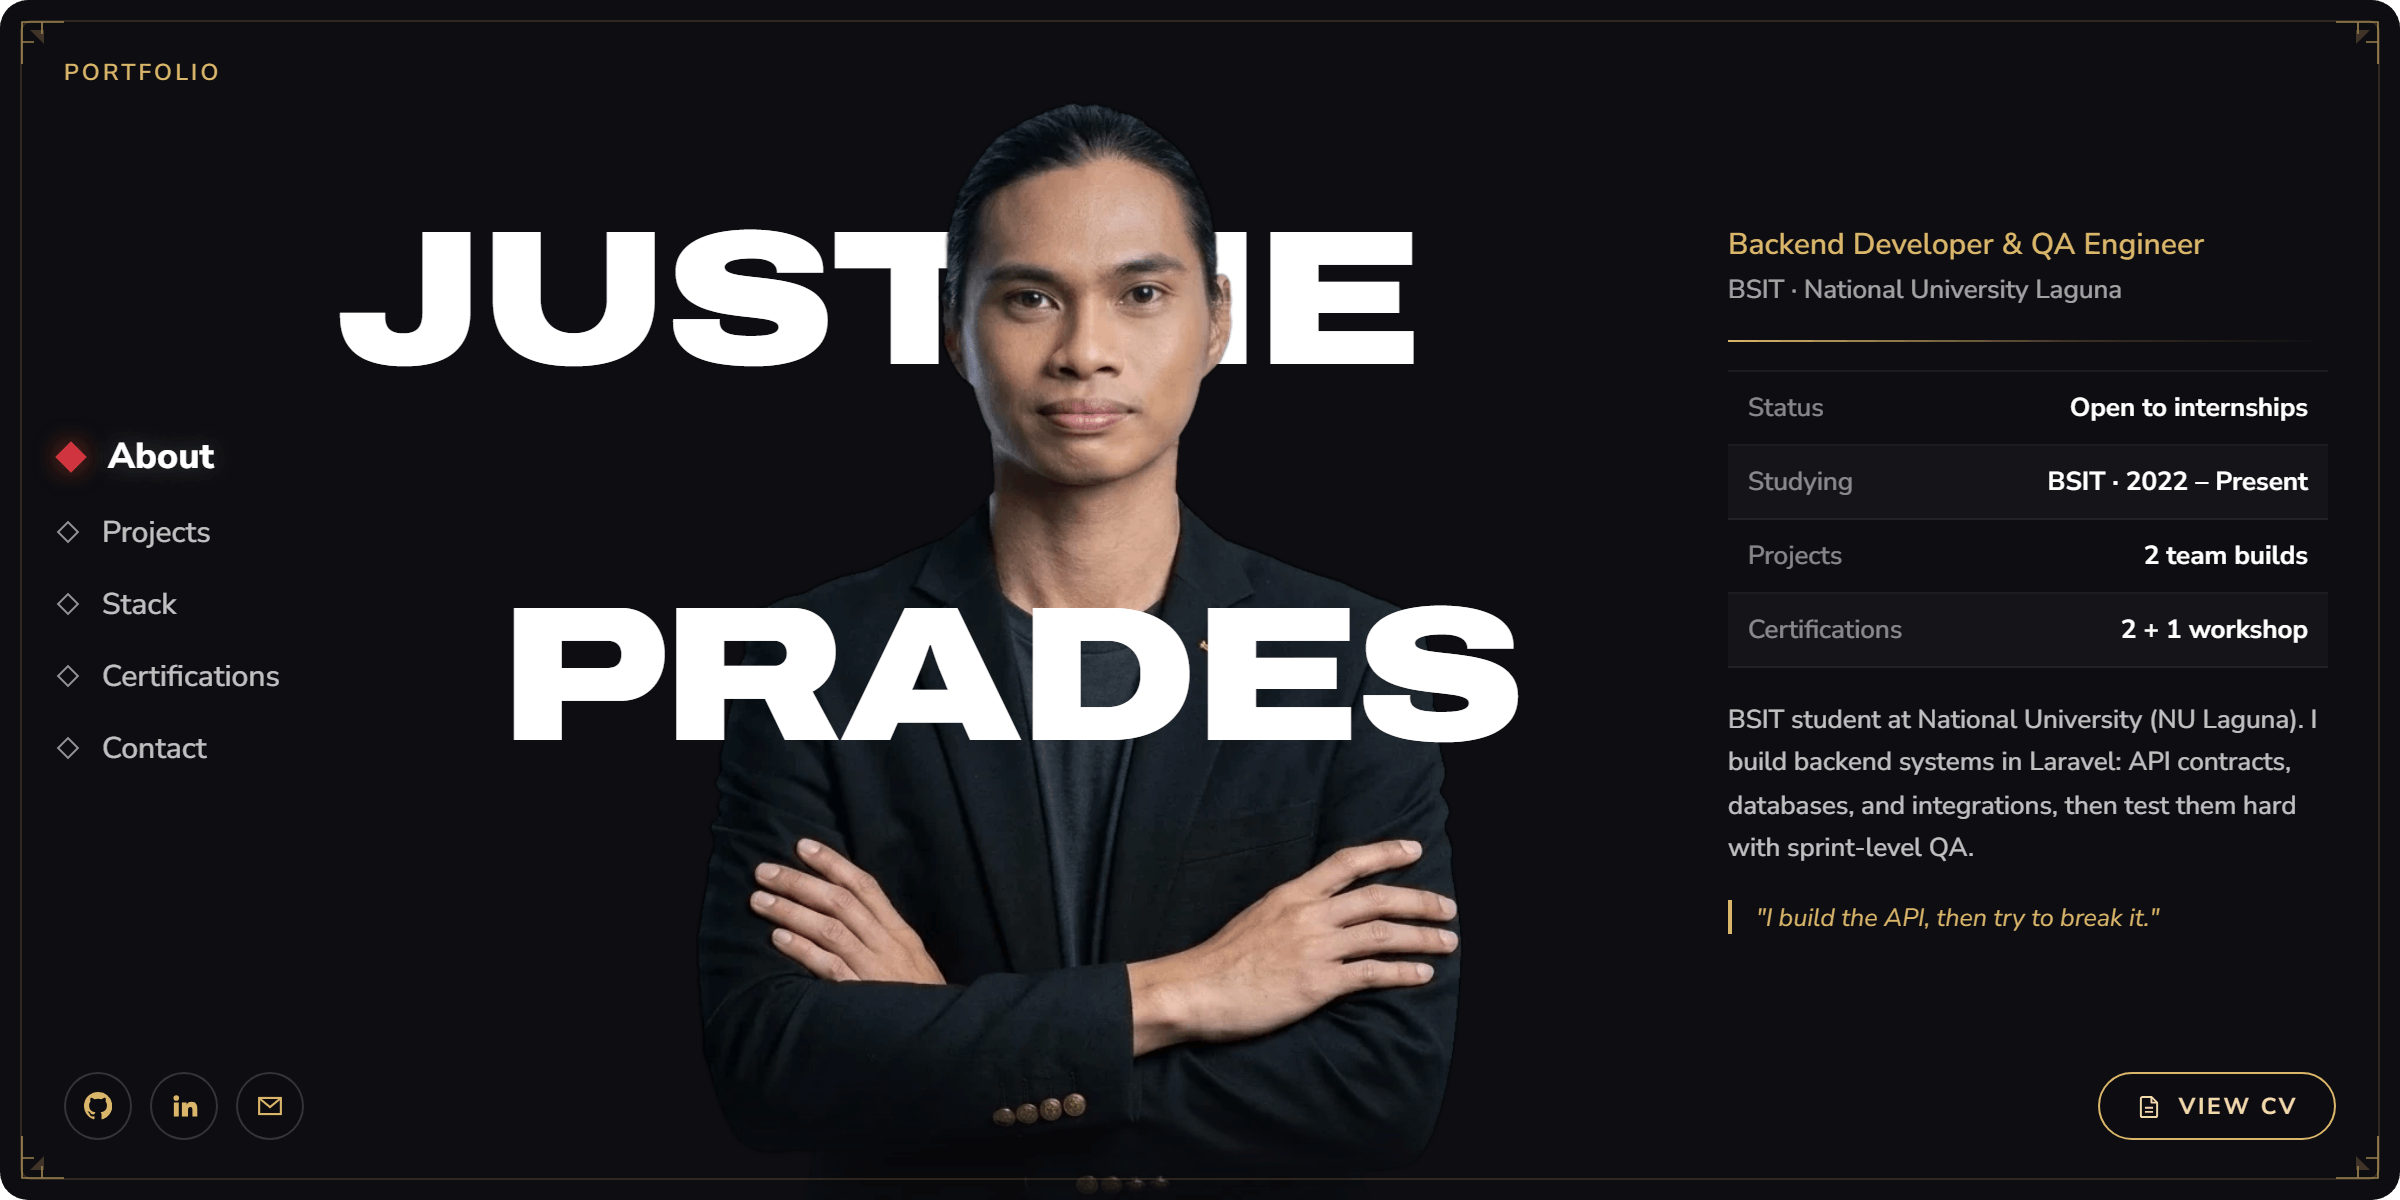 PORTFOLIO
JUST NE
PRADES
About
Projects
Stack
Certifications
Contact
Backend Developer & QA Engineer
BSIT · National University Laguna
Status Open to internships
Studying BSIT · 2022 – Present
Projects 2 team builds
Certifications 2 + 1 workshop
BSIT student at National University (NU Laguna). I
build backend systems in Laravel: API contracts,
databases, and integrations, then test them hard
with sprint-level QA.
"I build the API, then try to break it."
in
VIEW CV